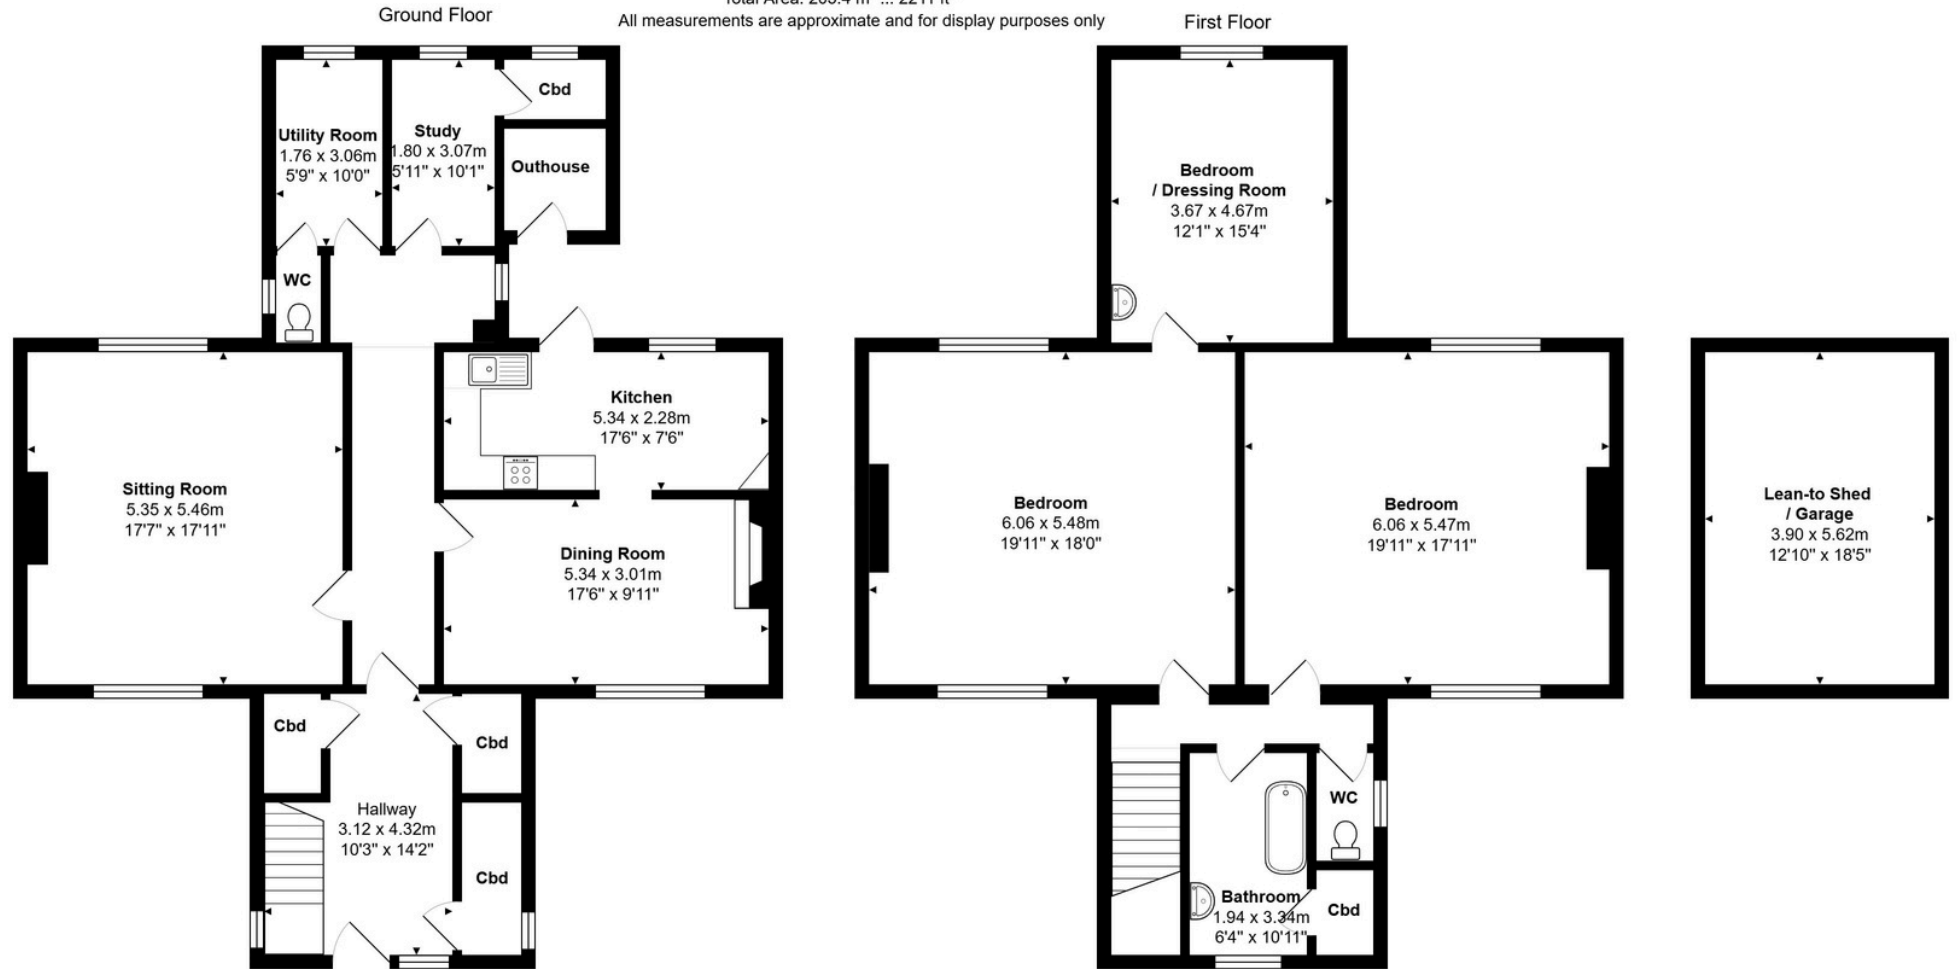 Ground Floor
All measurements are approximate and for display purposes only
First Floor
Utility Room
1.76 x 3.06m
5'9" x 10'0"
Study
1.80 x 3.07m
5'11" x 10'1"
Cbd
Outhouse
WC
Sitting Room
5.35 x 5.46m
17'7" x 17'11"
Kitchen
5.34 x 2.28m
17'6" x 7'6"
Dining Room
5.34 x 3.01m
17'6" x 9'11"
Cbd
Cbd
Hallway
3.12 x 4.32m
10'3" x 14'2"
Cbd
Bedroom
/ Dressing Room
3.67 x 4.67m
12'1" x 15'4"
Bedroom
6.06 x 5.48m
19'11" x 18'0"
Bedroom
6.06 x 5.47m
19'11" x 17'11"
WC
Bathroom
1.94 x 3.34m
6'4" x 10'11"
Cbd
Lean-to Shed
/ Garage
3.90 x 5.62m
12'10" x 18'5"